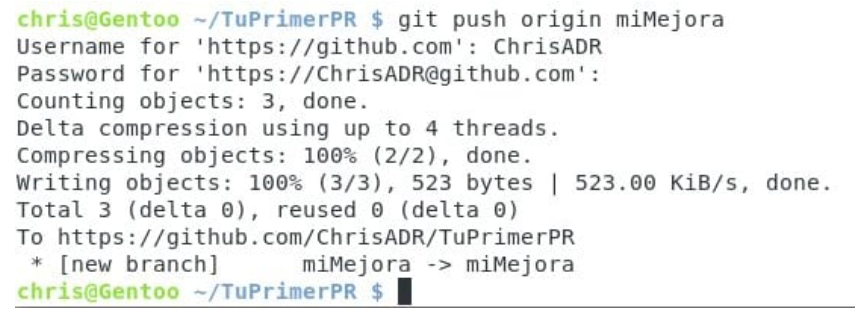 chris@Gentoo ~/TuPrimerPR $ git push origin miMejora
Username for 'https://github.com': ChrisADR
Password for 'https://ChrisADR@github.com':
Counting objects: 3, done.
Delta compression using up to 4 threads.
Compressing objects: 100% (2/2), done.
Writing objects: 100% (3/3), 523 bytes | 523.00 KiB/s, done.
Total 3 (delta 0), reused 0 (delta 0)
To https://github.com/ChrisADR/TuPrimerPR
 * [new branch]      miMejora -> miMejora
chris@Gentoo ~/TuPrimerPR $